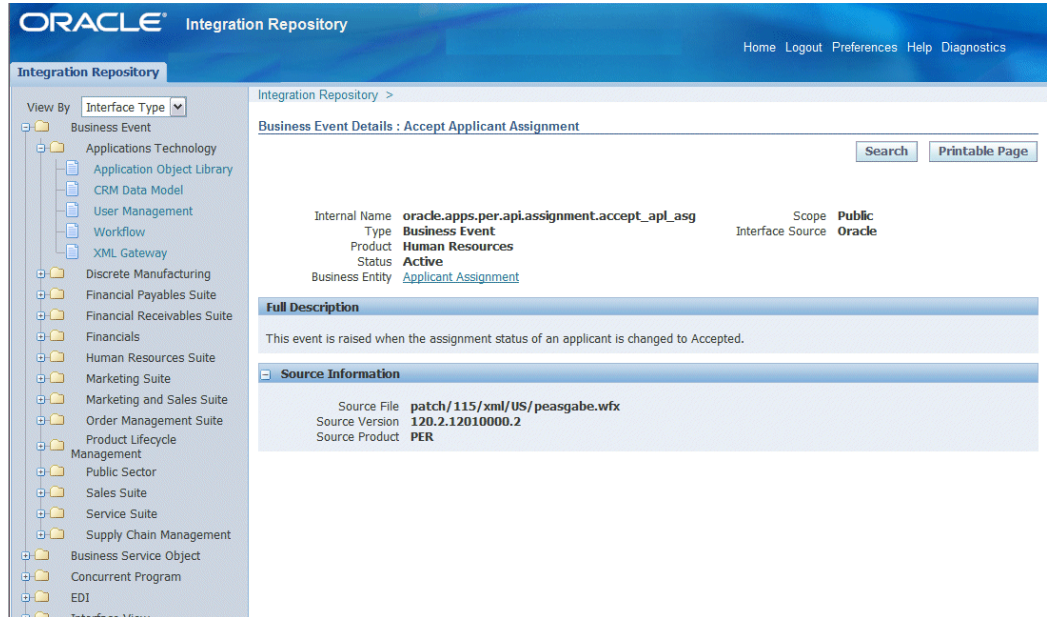 ORACLE® Integration Repository
Home Logout Preferences Help Diagnostics
Integration Repository
View By Interface Type
Business Event
Applications Technology
Application Object Library
CRM Data Model
User Management
Workflow
XML Gateway
Discrete Manufacturing
Financial Payables Suite
Financial Receivables Suite
Financials
Human Resources Suite
Marketing Suite
Marketing and Sales Suite
Order Management Suite
Product Lifecycle
Management
Public Sector
Sales Suite
Service Suite
Supply Chain Management
Business Service Object
Concurrent Program
EDI
Interface View
Integration Repository >
Business Event Details : Accept Applicant Assignment
Search Printable Page
Internal Name oracle.apps.per.api.assignment.accept_apl_asg
Type Business Event
Product Human Resources
Status Active
Business Entity Applicant Assignment
Scope Public
Interface Source Oracle
Full Description
This event is raised when the assignment status of an applicant is changed to Accepted.
Source Information
Source File patch/115/xml/US/peasgabe.wfx
Source Version 120.2.12010000.2
Source Product PER